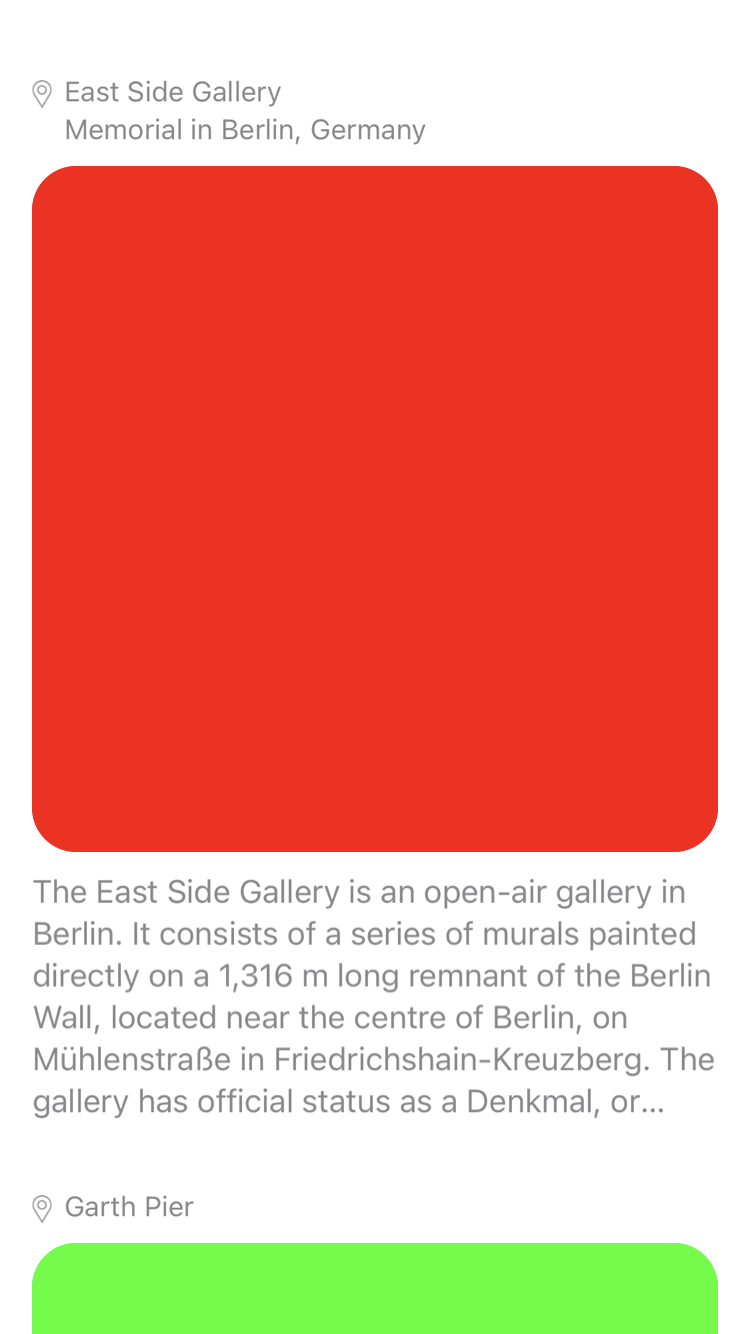 East Side Gallery
Memorial in Berlin, Germany
The East Side Gallery is an open-air gallery in
Berlin. It consists of a series of murals painted
directly on a 1,316 m long remnant of the Berlin
Wall, located near the centre of Berlin, on
Mühlenstraße in Friedrichshain-Kreuzberg. The
gallery has official status as a Denkmal, or...
Garth Pier